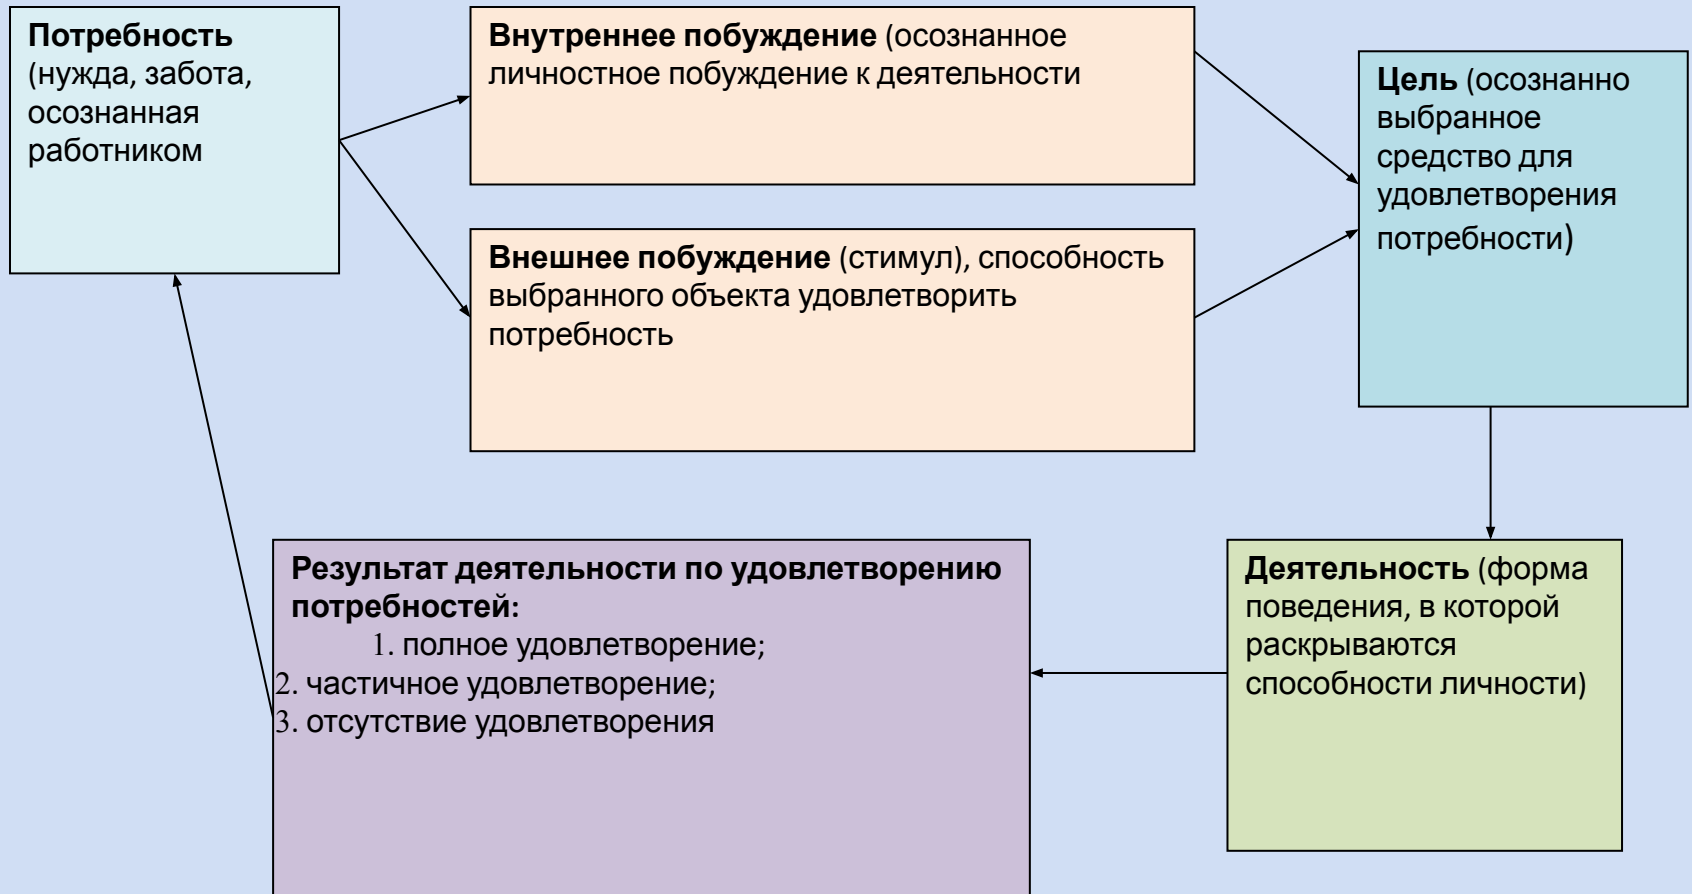 Потребность
(нужда, забота,
осознанная
работником
Внутреннее побуждение (осознанное
личностное побуждение к деятельности
Внешнее побуждение (стимул), способность
выбранного объекта удовлетворить
потребность
Цель (осознанно
выбранное
средство для
удовлетворения
потребности)
Деятельность (форма
поведения, в которой
раскрываются
способности личности)
Результат деятельности по удовлетворению
потребностей:
1. полное удовлетворение;
2. частичное удовлетворение;
3. отсутствие удовлетворения